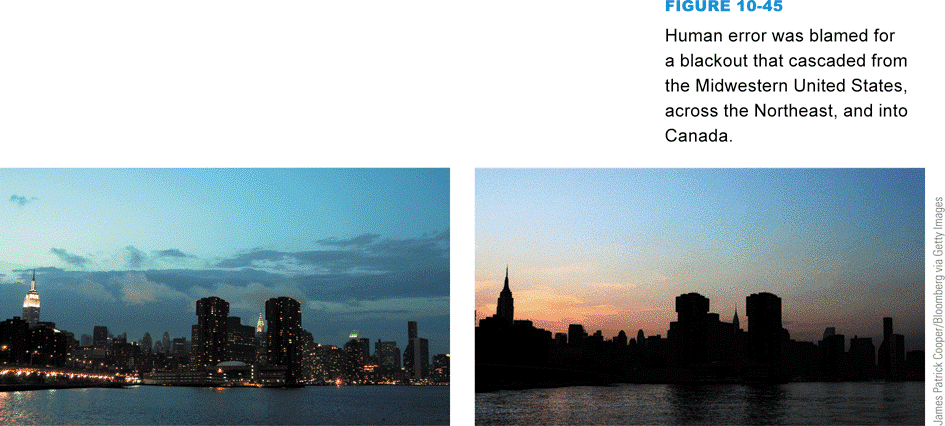 FIGURE 10-45
Human error was blamed for
a blackout that cascaded from
the Midwestern United States,
across the Northeast, and into
Canada.
James Patrick Cooper/Bloomberg via Getty Images